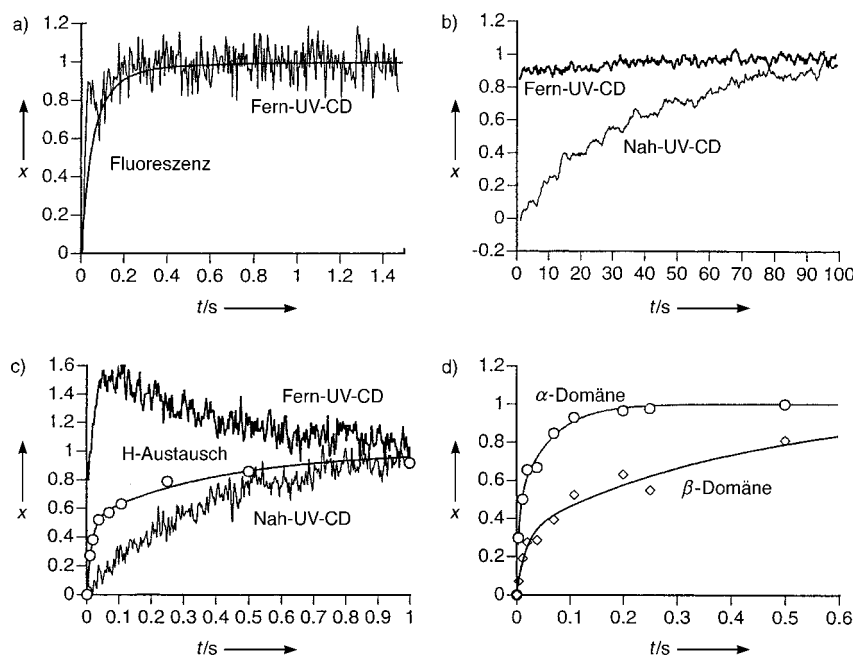 a)
1.2
1
0.8
0.6
0.4
0.2
0
x
Fern-UV-CD
Fluoreszenz
0 0.2 0.4 0.6 0.8 1 1.2 1.4
t/s
b)
1.2
1
0.8
0.6
0.4
0.2
0
-0.2
x
Fern-UV-CD
Nah-UV-CD
0 10 20 30 40 50 60 70 80 90 100
t/s
c)
1.6
1.4
1.2
1
0.8
0.6
0.4
0.2
0
x
Fern-UV-CD
H-Austausch
Nah-UV-CD
0 0.1 0.2 0.3 0.4 0.5 0.6 0.7 0.8 0.9 1
t/s
d)
1.2
1
0.8
0.6
0.4
0.2
0
x
α-Domäne
β-Domäne
0 0.1 0.2 0.3 0.4 0.5 0.6
t/s